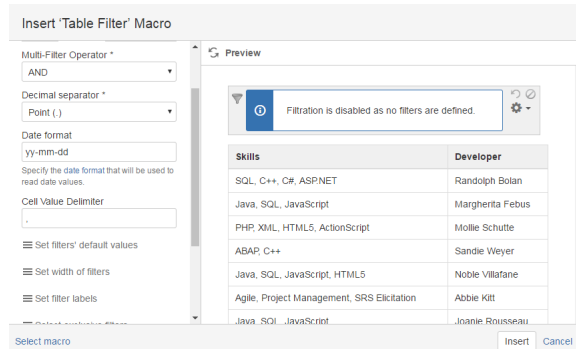 Insert 'Table Filter' Macro
Multi-Filter Operator *
AND
Decimal separator *
Point (.)
Date format
yy-mm-dd
Specify the date format that will be used to
read date values.
Cell Value Delimiter
,
Set filters' default values
Set width of filters
Set filter labels
Select exclusive filters
Preview
Filtration is disabled as no filters are defined.
Skills Developer
SQL, C++, C#, ASP.NET Randolph Bolan
Java, SQL, JavaScript Margherita Febus
PHP, XML, HTML5, ActionScript Mollie Schutte
ABAP, C++ Sandie Weyer
Java, SQL, JavaScript, HTML5 Noble Villafane
Agile, Project Management, SRS Elicitation Abbie Kitt
Java, SQL, JavaScript Joanie Rousseau
Select macro
Insert Cancel